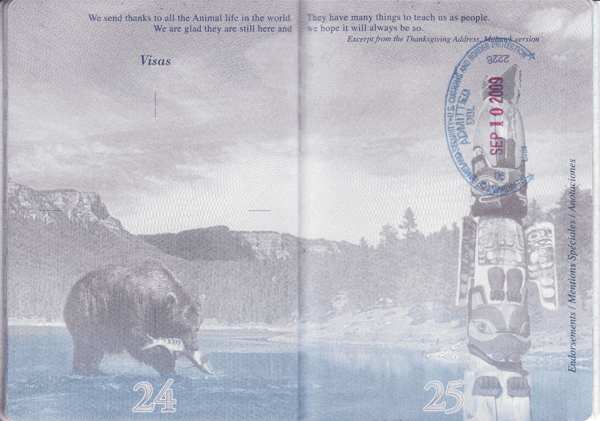 We send thanks to all the Animal life in the world. They have many things to teach us as people.
We are glad they are still here and we hope it will always be so.
Excerpt from the Thanksgiving Address, Mohawk version
Visas
U.S. CUSTOMS AND BORDER PROTECTION
2228
ADMITTED
SEP 10 2009
Endorsements / Mentions Spéciales / Anotaciones
24
25